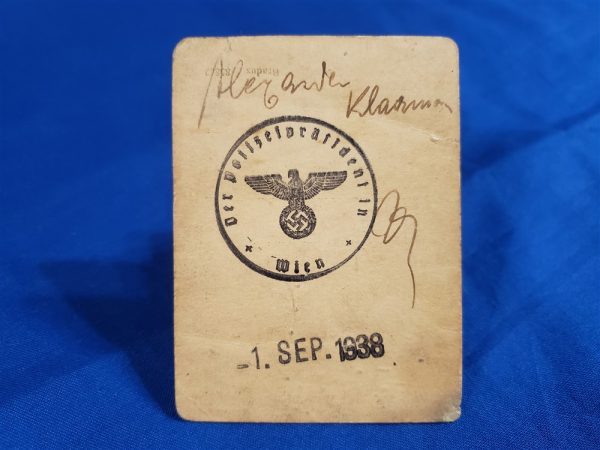 Alexander
Klarman
Der Polizeipräsident in
Wien
-1. SEP. 1938